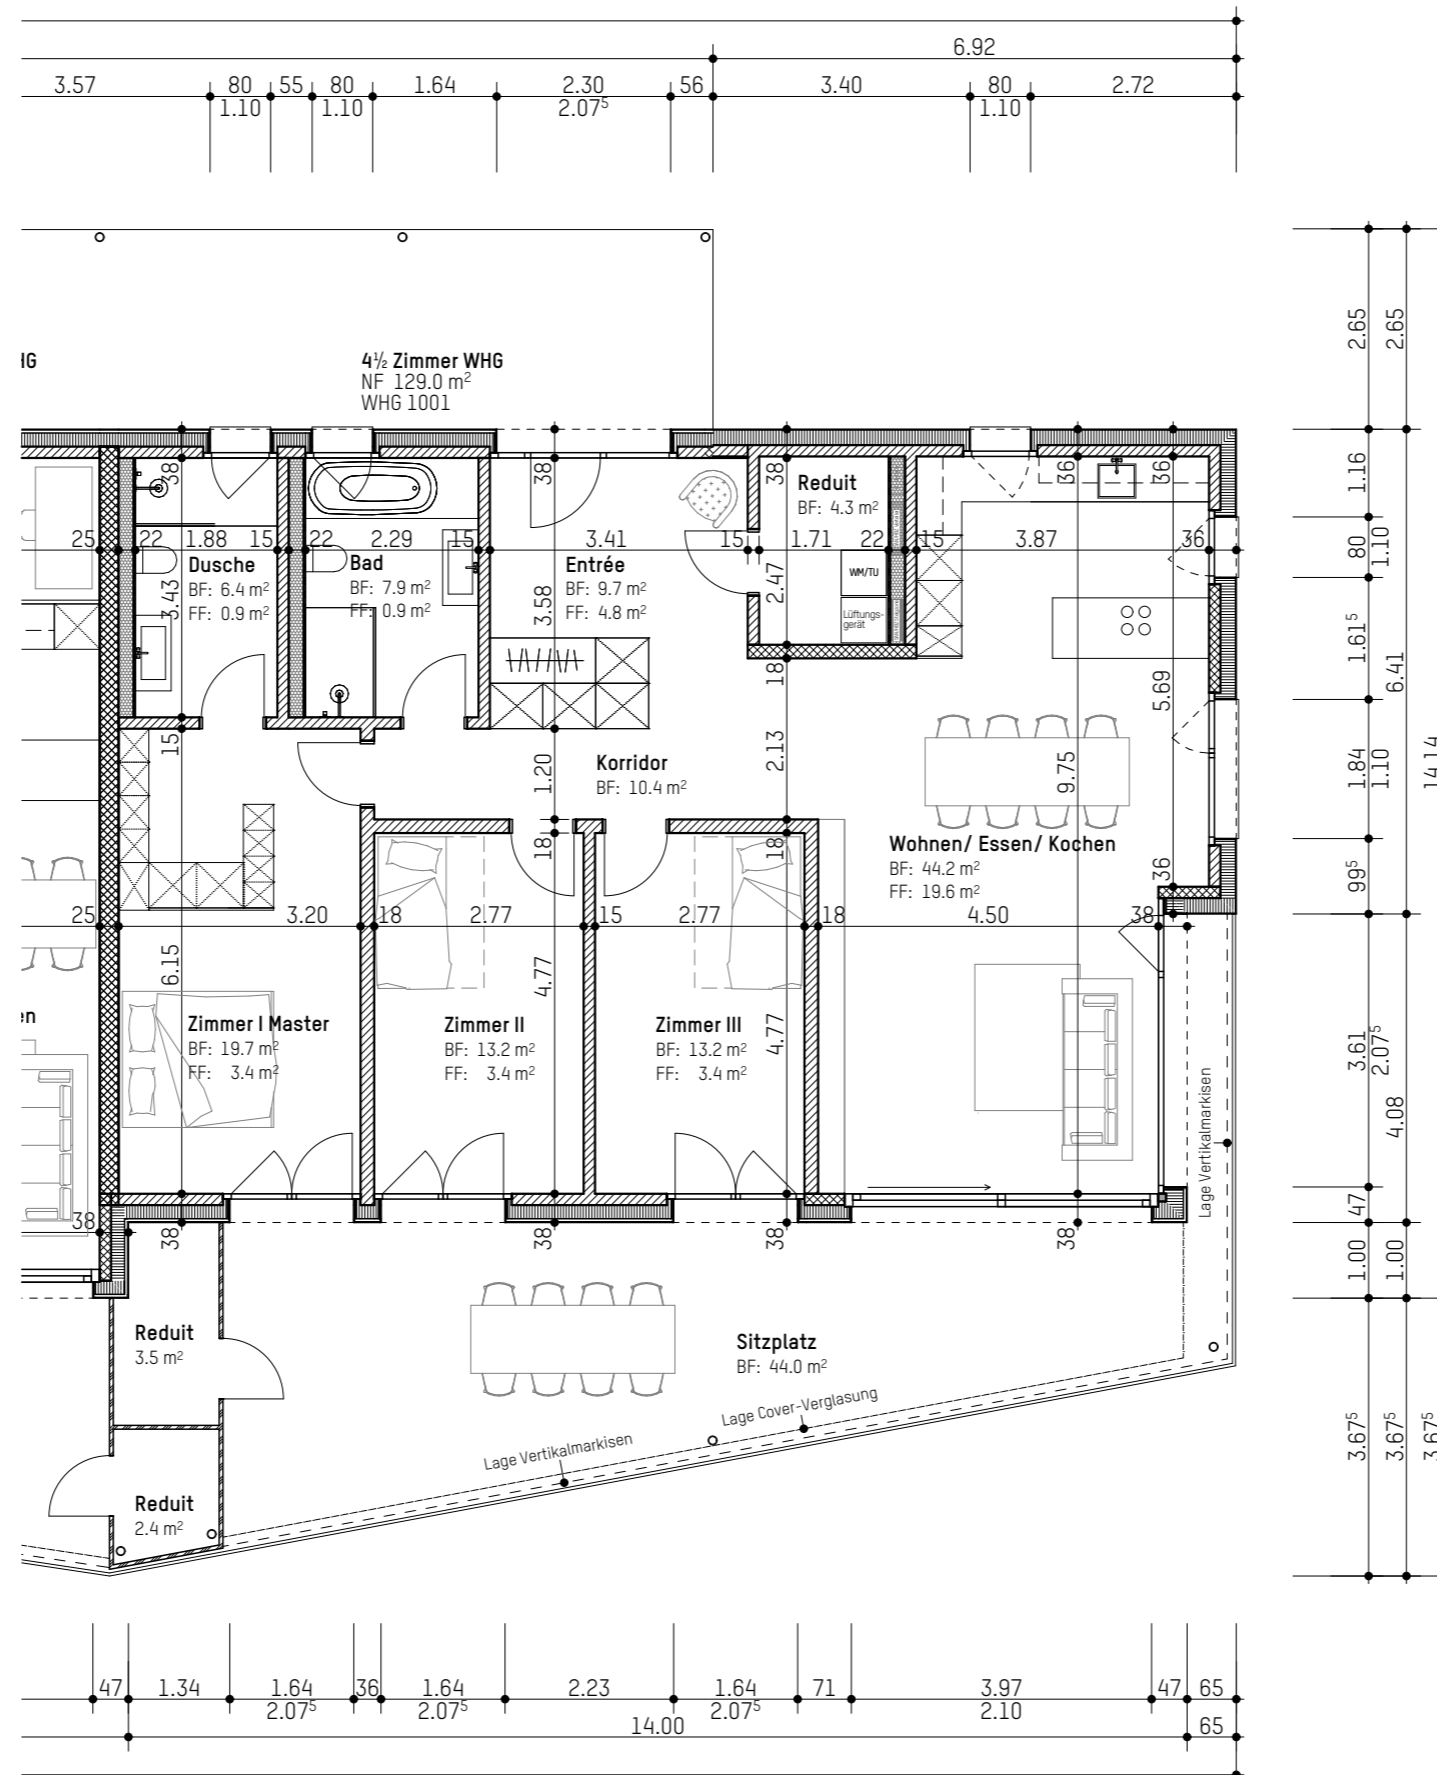 6.92
3.57 80 55 80 1.64 2.30 56 3.40 80 2.72
1.10 1.10 2.07⁵ 1.10
HG
4½ Zimmer WHG
NF 129.0 m²
WHG 1001
2.65 2.65
38 38 38 36 36
Reduit
BF: 4.3 m²
1.16
25 22 1.88 15 22 2.29 15 3.41 15 1.71 22 15 3.87 36
80 1.10
Dusche
BF: 6.4 m²
FF: 0.9 m²
3.43
Bad
BF: 7.9 m²
FF: 0.9 m²
Entrée
BF: 9.7 m²
FF: 4.8 m²
3.58
2.47
WM/TU
Lüftungs-
gerät
1.61⁵
6.41
18
5.69
15
1.20
Korridor
BF: 10.4 m²
2.13
9.75
1.84 1.10
14.14
18 18
Wohnen/ Essen/ Kochen
BF: 44.2 m²
FF: 19.6 m²
36
99⁵
25 3.20 18 2.77 15 2.77 18 4.50 38
6.15
4.77
4.77
en
Zimmer I Master
BF: 19.7 m²
FF: 3.4 m²
Zimmer II
BF: 13.2 m²
FF: 3.4 m²
Zimmer III
BF: 13.2 m²
FF: 3.4 m²
3.61 2.07⁵
4.08
Lage Vertikalmarkisen
47
38
38 38 38 38
1.00 1.00
Reduit
3.5 m²
Sitzplatz
BF: 44.0 m²
Lage Cover-Verglasung
Lage Vertikalmarkisen
3.67⁵ 3.67⁵ 3.67⁵
Reduit
2.4 m²
47 1.34 1.64 36 1.64 2.23 1.64 71 3.97 47 65
2.07⁵ 2.07⁵ 2.07⁵ 2.10
14.00 65